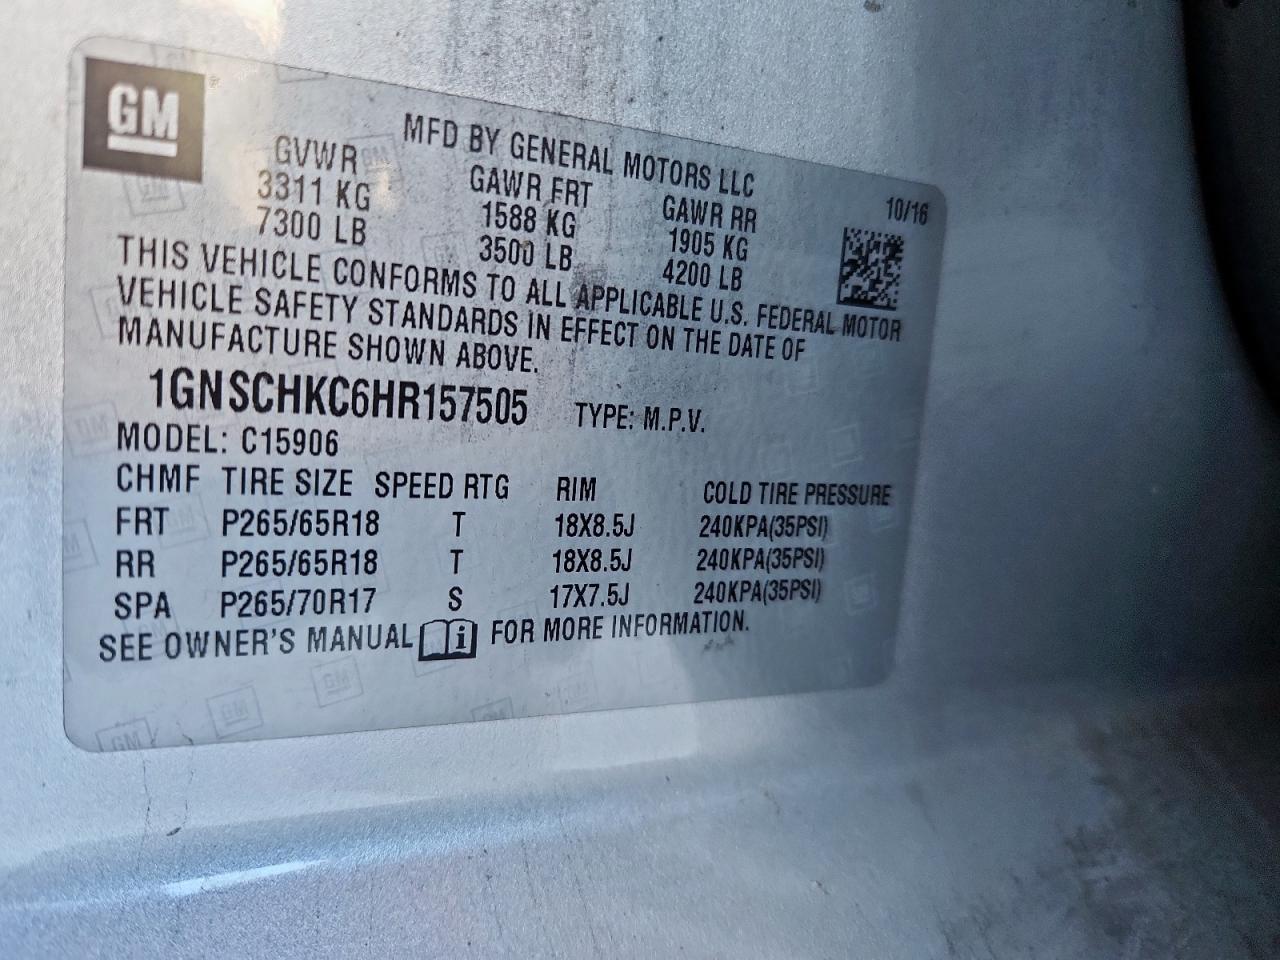 GM
MFD BY GENERAL MOTORS LLC
10/16
GVWR GAWR FRT GAWR RR
3311 KG 1588 KG 1905 KG
7300 LB 3500 LB 4200 LB
THIS VEHICLE CONFORMS TO ALL APPLICABLE U.S. FEDERAL MOTOR
VEHICLE SAFETY STANDARDS IN EFFECT ON THE DATE OF
MANUFACTURE SHOWN ABOVE.
1GNSCHKC6HR157505 TYPE: M.P.V.
MODEL: C15906
CHMF TIRE SIZE SPEED RTG RIM COLD TIRE PRESSURE
FRT P265/65R18 T 18X8.5J 240KPA(35PSI)
RR P265/65R18 T 18X8.5J 240KPA(35PSI)
SPA P265/70R17 S 17X7.5J 240KPA(35PSI)
SEE OWNER'S MANUAL i FOR MORE INFORMATION.
GM GM GM